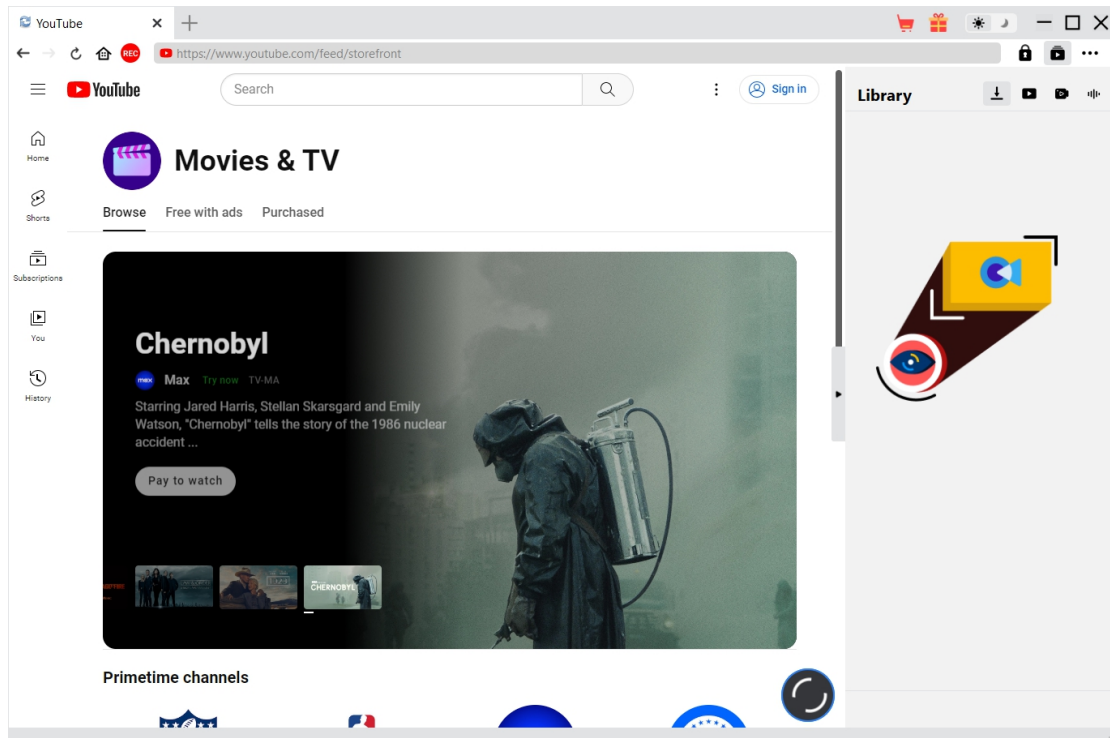 YouTube
REC
https://www.youtube.com/feed/storefront
YouTube
Search
Sign in
Library
Home
Movies & TV
Shorts
Browse Free with ads Purchased
Subscriptions
You
History
Chernobyl
max Max Try now TV-MA
Starring Jared Harris, Stellan Skarsgard and Emily
Watson, "Chernobyl" tells the story of the 1986 nuclear
accident ...
Pay to watch
CHERNOBYL
Primetime channels